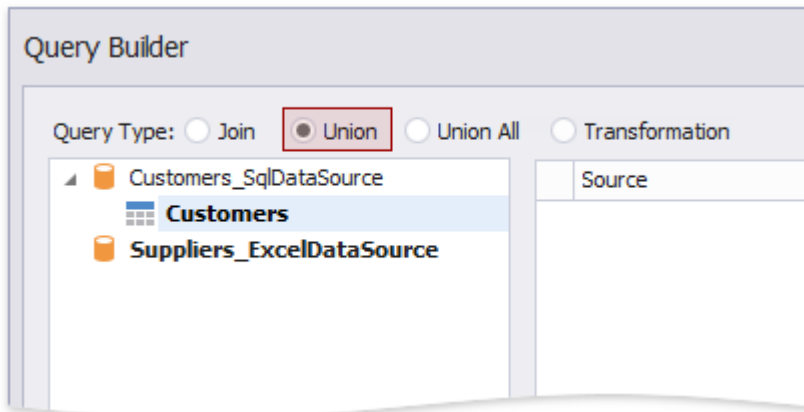 Query Builder
Query Type: Join Union Union All Transformation
Customers_SqlDataSource
Source
Customers
Suppliers_ExcelDataSource